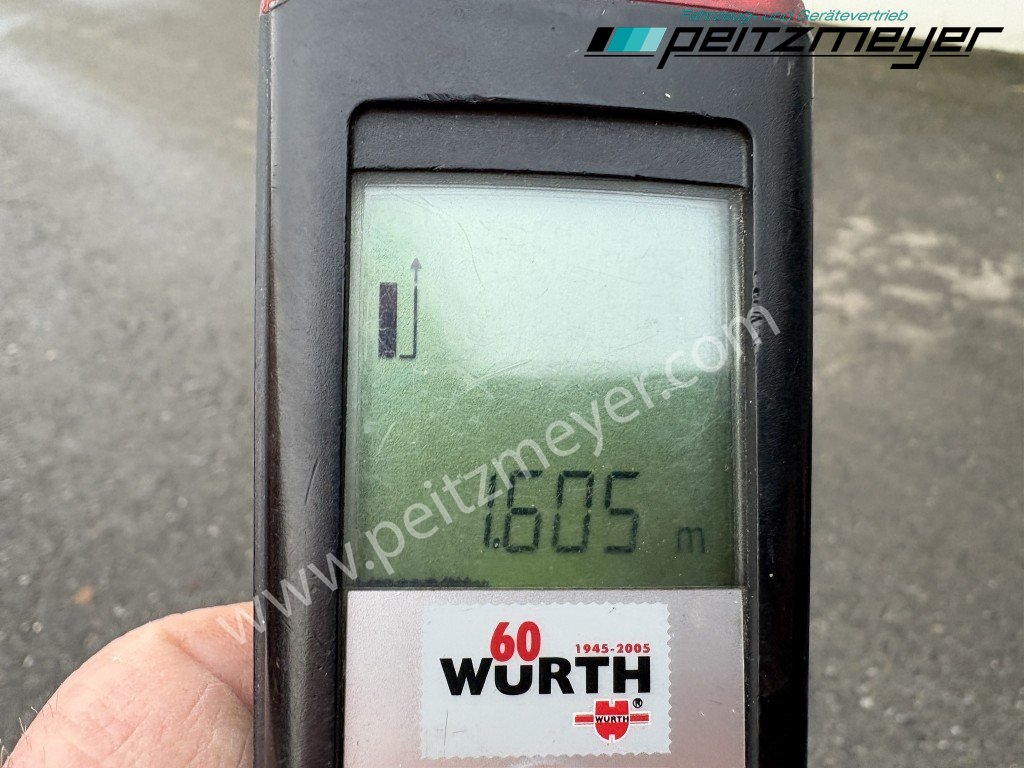 Fahrzeug- und Gerätevertrieb
peitzmeyer
www.peitzmeyer.com
1.605 m
60
1945-2005
WÜRTH
WÜRTH ®